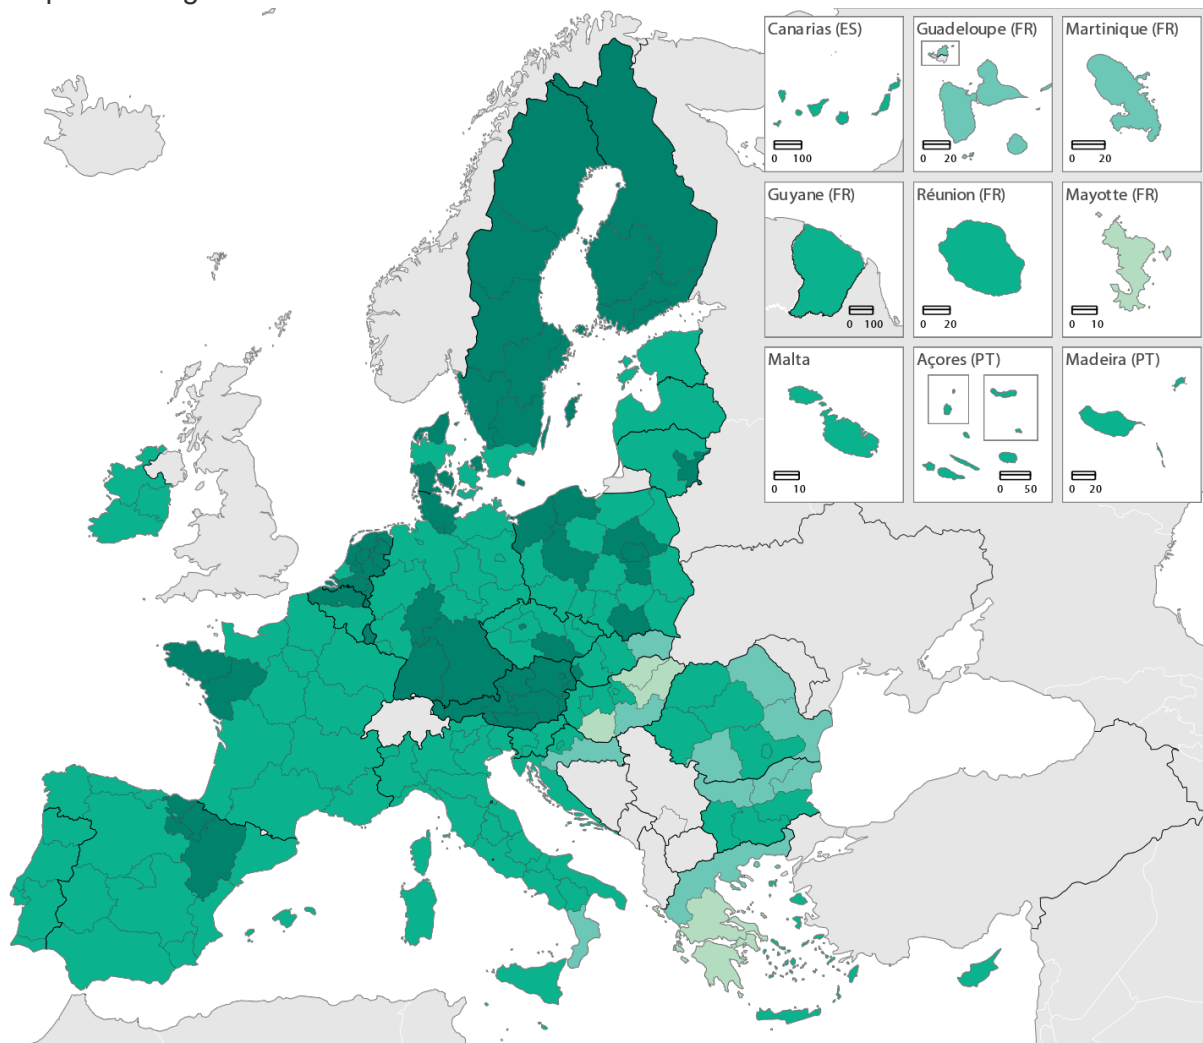 Canarias (ES)
0 100
Guadeloupe (FR)
0 20
Martinique (FR)
0 20
Guyane (FR)
0 100
Réunion (FR)
0 20
Mayotte (FR)
0 10
Malta
0 10
Açores (PT)
0 50
Madeira (PT)
0 20